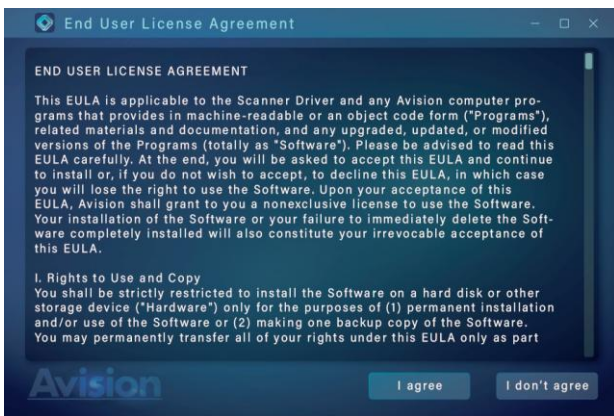 End User License Agreement
END USER LICENSE AGREEMENT
This EULA is applicable to the Scanner Driver and any Avision computer pro-
grams that provides in machine-readable or an object code form ("Programs"),
related materials and documentation, and any upgraded, updated, or modified
versions of the Programs (totally as "Software"). Please be advised to read this
EULA carefully. At the end, you will be asked to accept this EULA and continue
to install or, if you do not wish to accept, to decline this EULA, in which case
you will lose the right to use the Software. Upon your acceptance of this
EULA, Avision shall grant to you a nonexclusive license to use the Software.
Your installation of the Software or your failure to immediately delete the Soft-
ware completely installed will also constitute your irrevocable acceptance of
this EULA.
I. Rights to Use and Copy
You shall be strictly restricted to install the Software on a hard disk or other
storage device ("Hardware") only for the purposes of (1) permanent installation
and/or use of the Software or (2) making one backup copy of the Software.
You may permanently transfer all of your rights under this EULA only as part
Avision
I agree
I don't agree